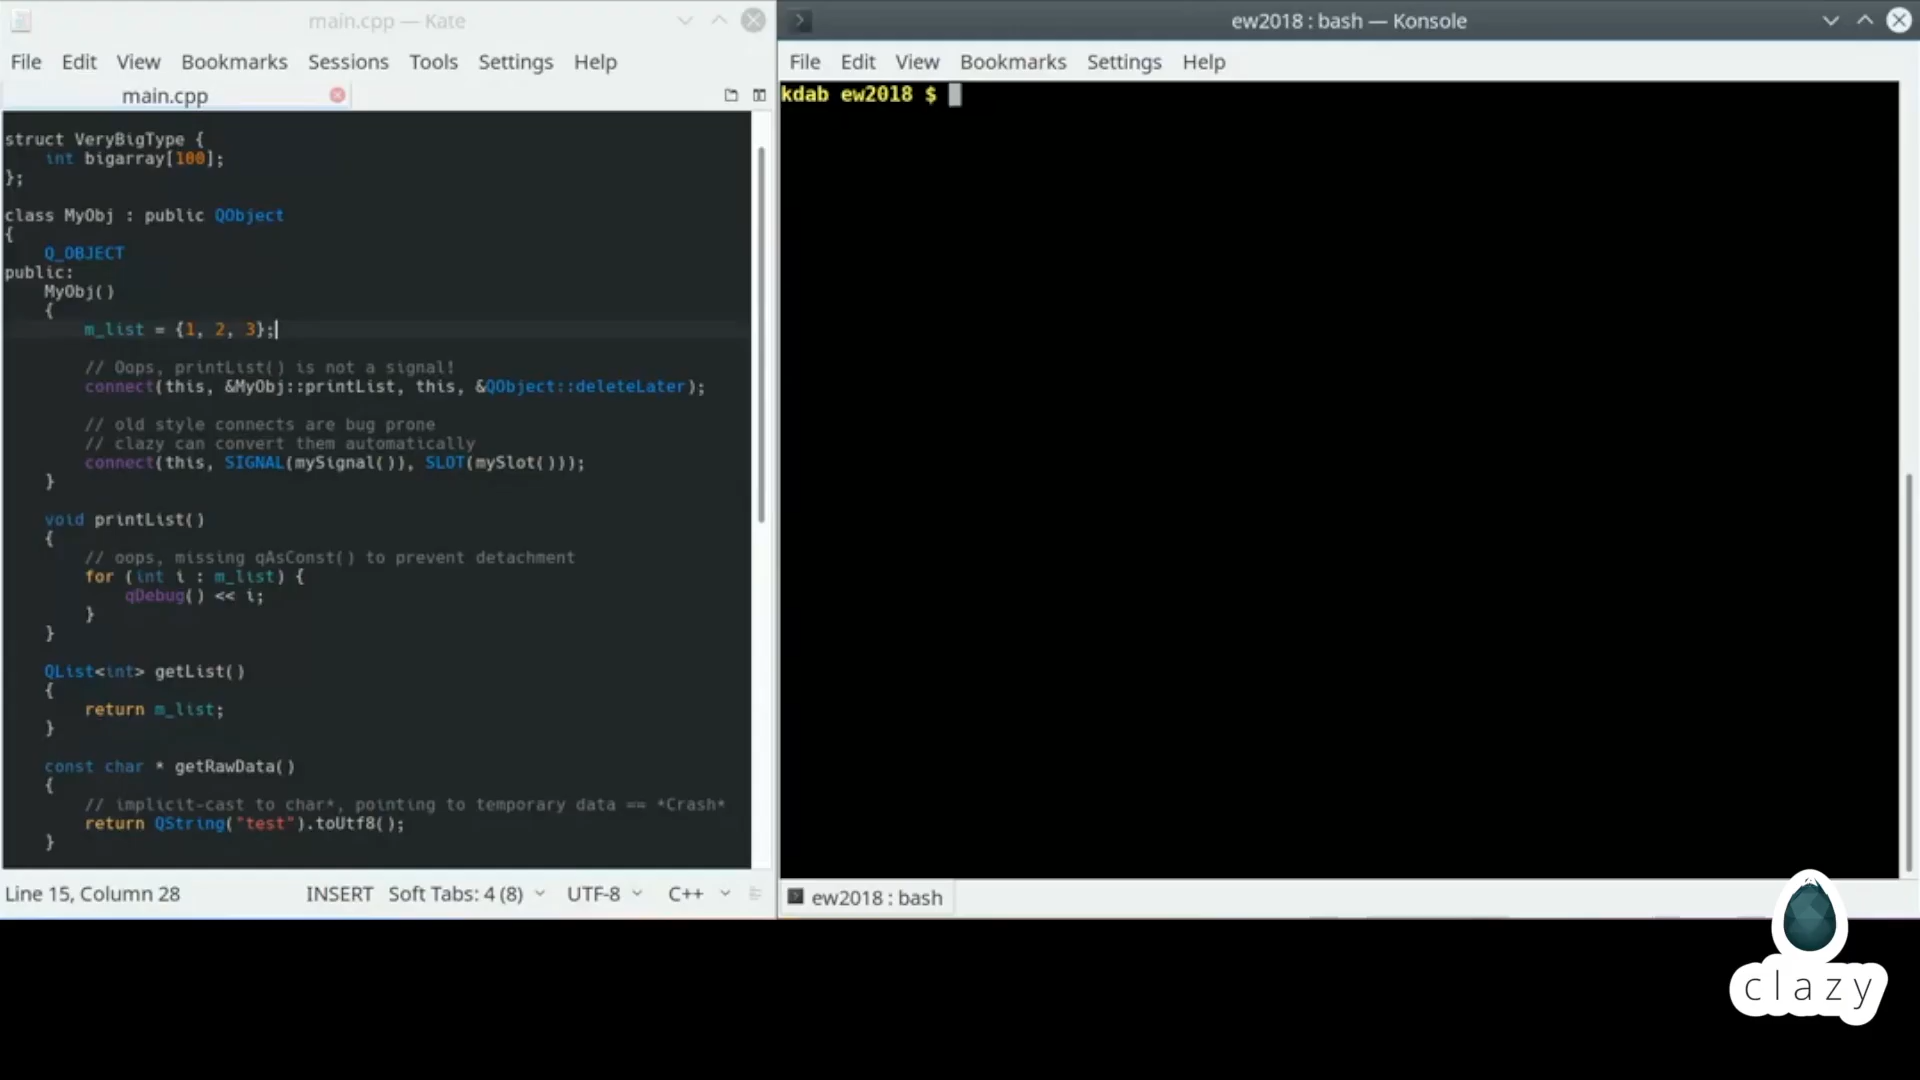 main.cpp — Kate
File Edit View Bookmarks Sessions Tools Settings Help
main.cpp
struct VeryBigType {
    int bigarray[100];
};
class MyObj : public QObject
{
    Q_OBJECT
public:
    MyObj()
    {
        m_list = {1, 2, 3};
        // Oops, printList() is not a signal!
        connect(this, &MyObj::printList, this, &QObject::deleteLater);
        // old style connects are bug prone
        // clazy can convert them automatically
        connect(this, SIGNAL(mySignal()), SLOT(mySlot()));
    }
    void printList()
    {
        // oops, missing qAsConst() to prevent detachment
        for (int i : m_list) {
            qDebug() << i;
        }
    }
    QList<int> getList()
    {
        return m_list;
    }
    const char * getRawData()
    {
        // implicit-cast to char*, pointing to temporary data == *Crash*
        return QString("test").toUtf8();
    }
Line 15, Column 28 INSERT Soft Tabs: 4 (8) UTF-8 C++
ew2018 : bash — Konsole
File Edit View Bookmarks Settings Help
kdab ew2018 $
ew2018 : bash
clazy